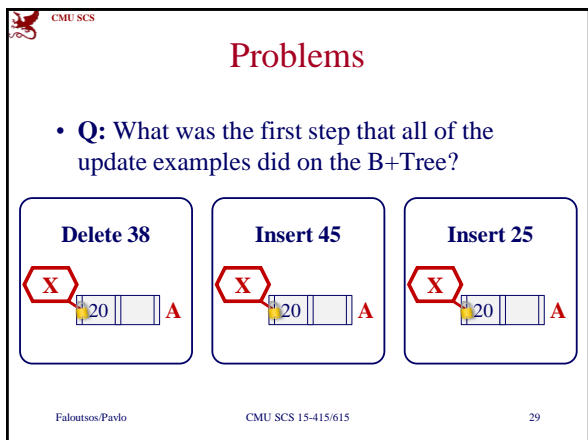 CMU SCS
Problems
• Q: What was the first step that all of the
update examples did on the B+Tree?
Delete 38
X
20
A
Insert 45
X
20
A
Insert 25
X
20
A
Faloutsos/Pavlo
CMU SCS 15-415/615
29